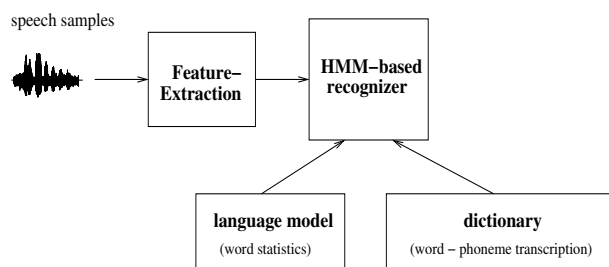 speech samples
Feature–
Extraction
HMM–based
recognizer
language model
(word statistics)
dictionary
(word – phoneme transcription)